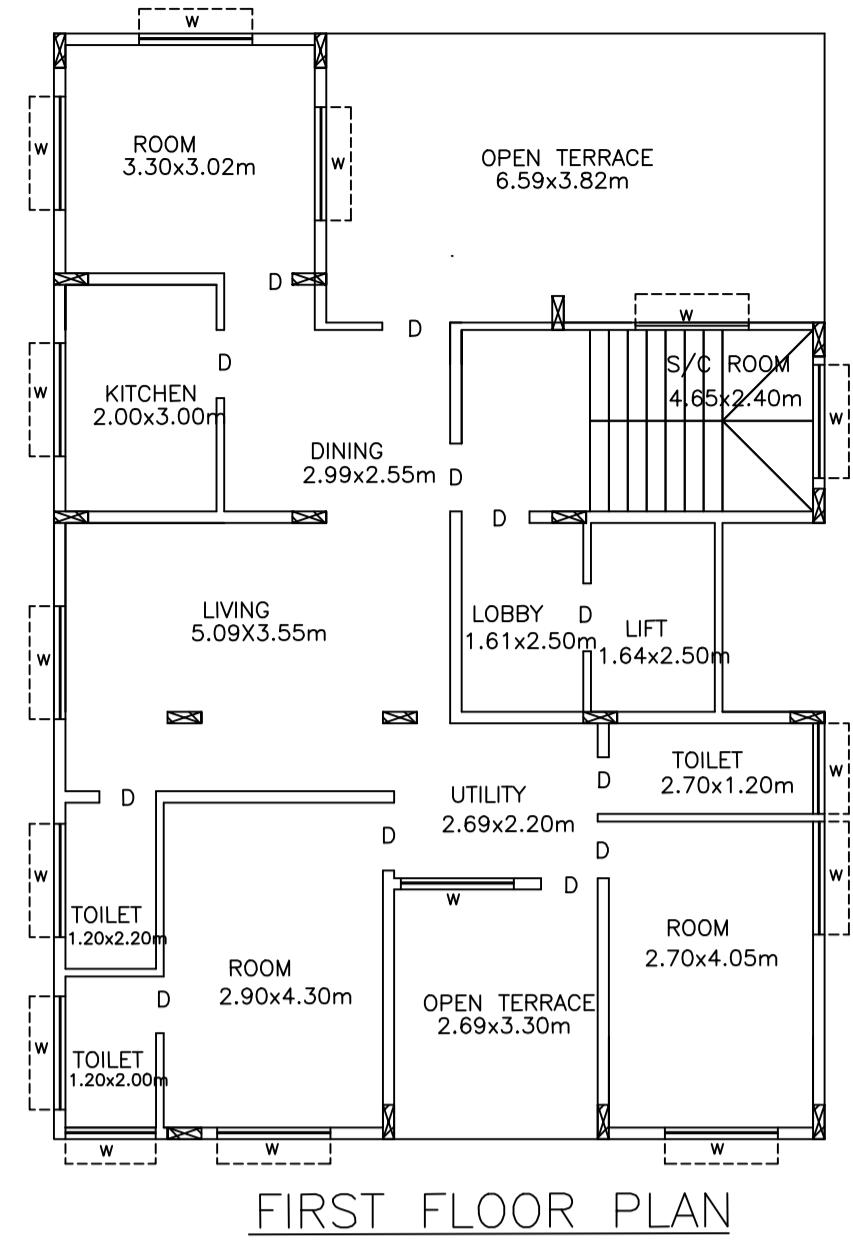 W
W
ROOM
3.30x3.02m
W
OPEN TERRACE
6.59x3.82m
D
D
W
D
S/C ROOM
4.65x2.40m
W
W
KITCHEN
2.00x3.00m
DINING
2.99x2.55m
D
D
W
LIVING
5.09X3.55m
LOBBY
1.61x2.50m
D
LIFT
1.64x2.50m
TOILET
2.70x1.20m
W
D
D
UTILITY
2.69x2.20m
D
D
D
W
W
W
TOILET
1.20x2.20m
ROOM
2.70x4.05m
ROOM
2.90x4.30m
D
OPEN TERRACE
2.69x3.30m
W
TOILET
1.20x2.00m
W
W
W
FIRST FLOOR PLAN